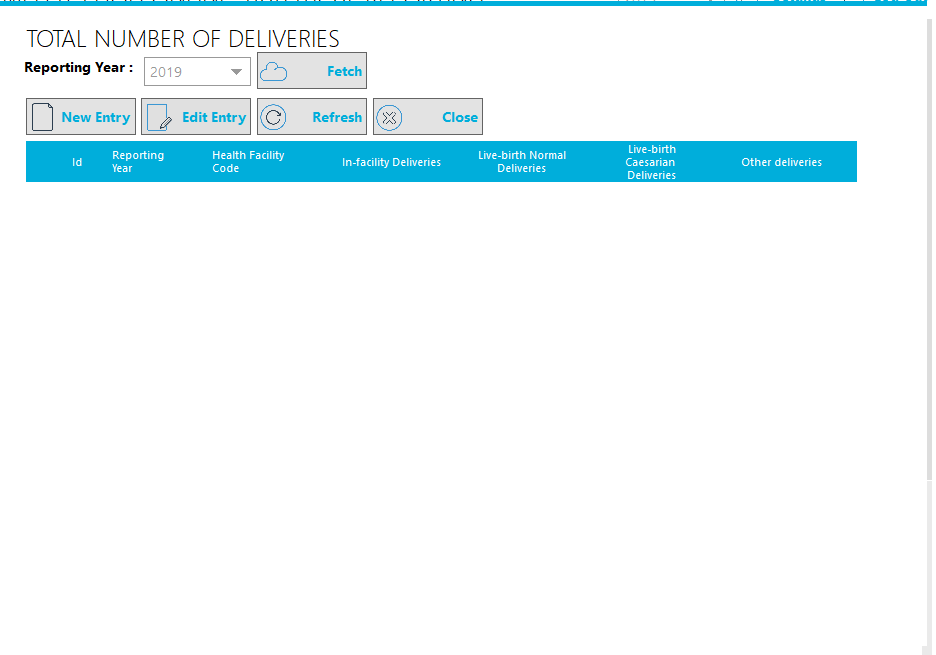 TOTAL NUMBER OF DELIVERIES
Reporting Year :
2019
Fetch
New Entry
Edit Entry
Refresh
Close
Id
Reporting
Year
Health Facility
Code
In-facility Deliveries
Live-birth Normal
Deliveries
Live-birth
Caesarian
Deliveries
Other deliveries